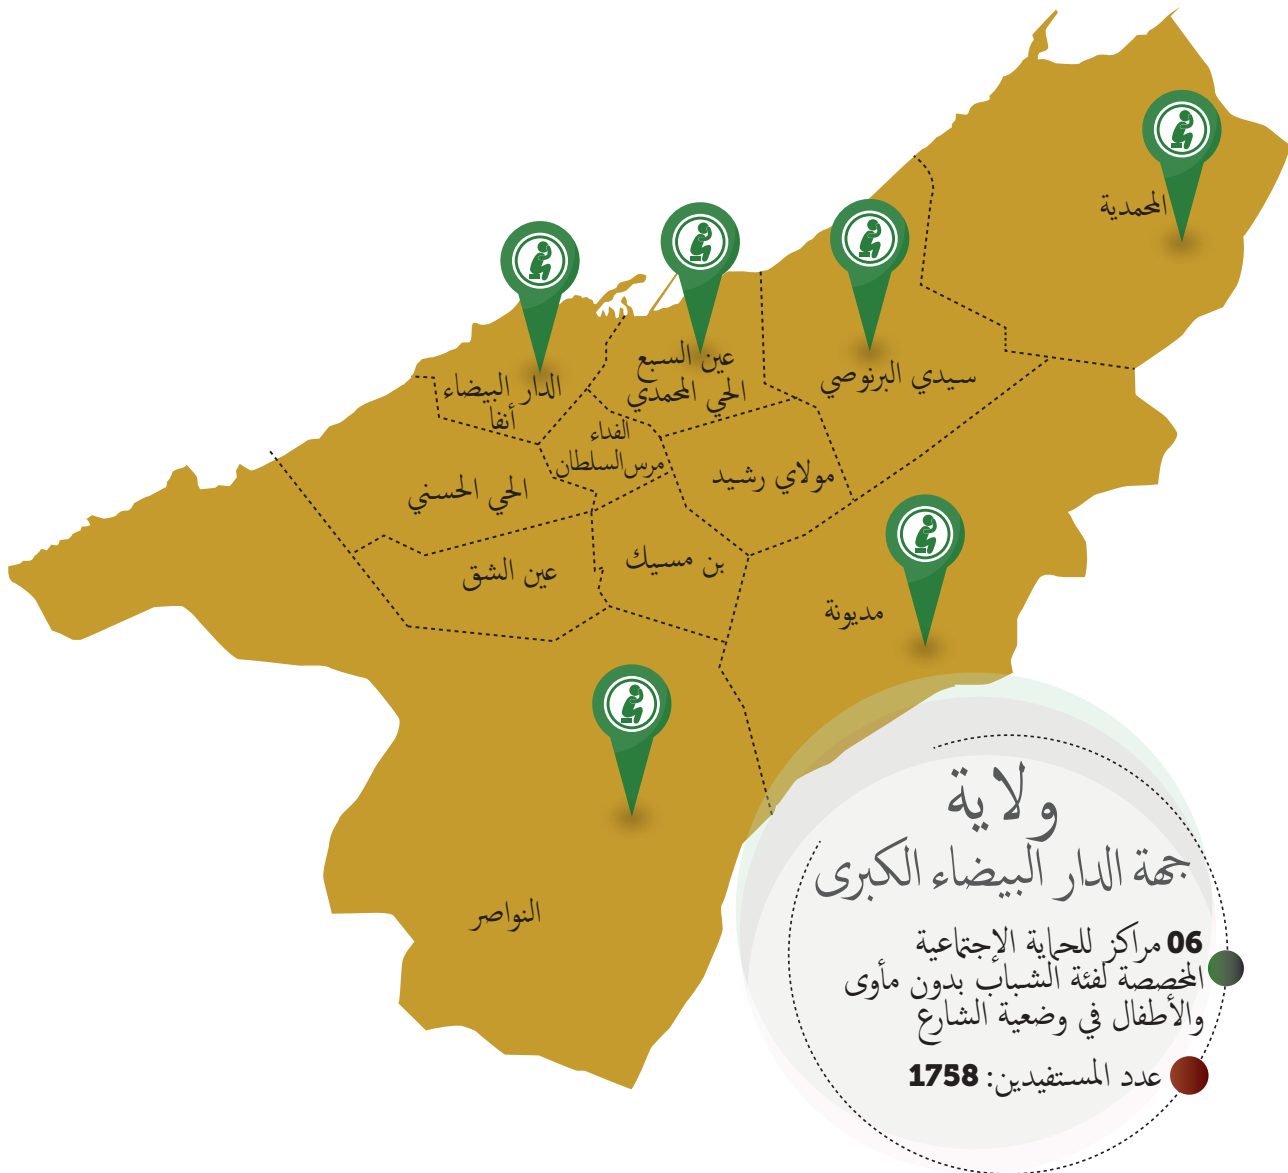 المحمدية
سيدي البرنوصي
عين السبع
الحي المحمدي
الدار البيضاء
أنفا
الفداء
مرس السلطان
مولاي رشيد
الحي الحسني
عين الشق
بن مسيك
مديونة
النواصر
ولاية
جهة الدار البيضاء الكبرى
06 مراكز للحماية الإجتماعية
المخصصة لفئة الشباب بدون مأوى
والأطفال في وضعية الشارع
عدد المستفيدين: 1758